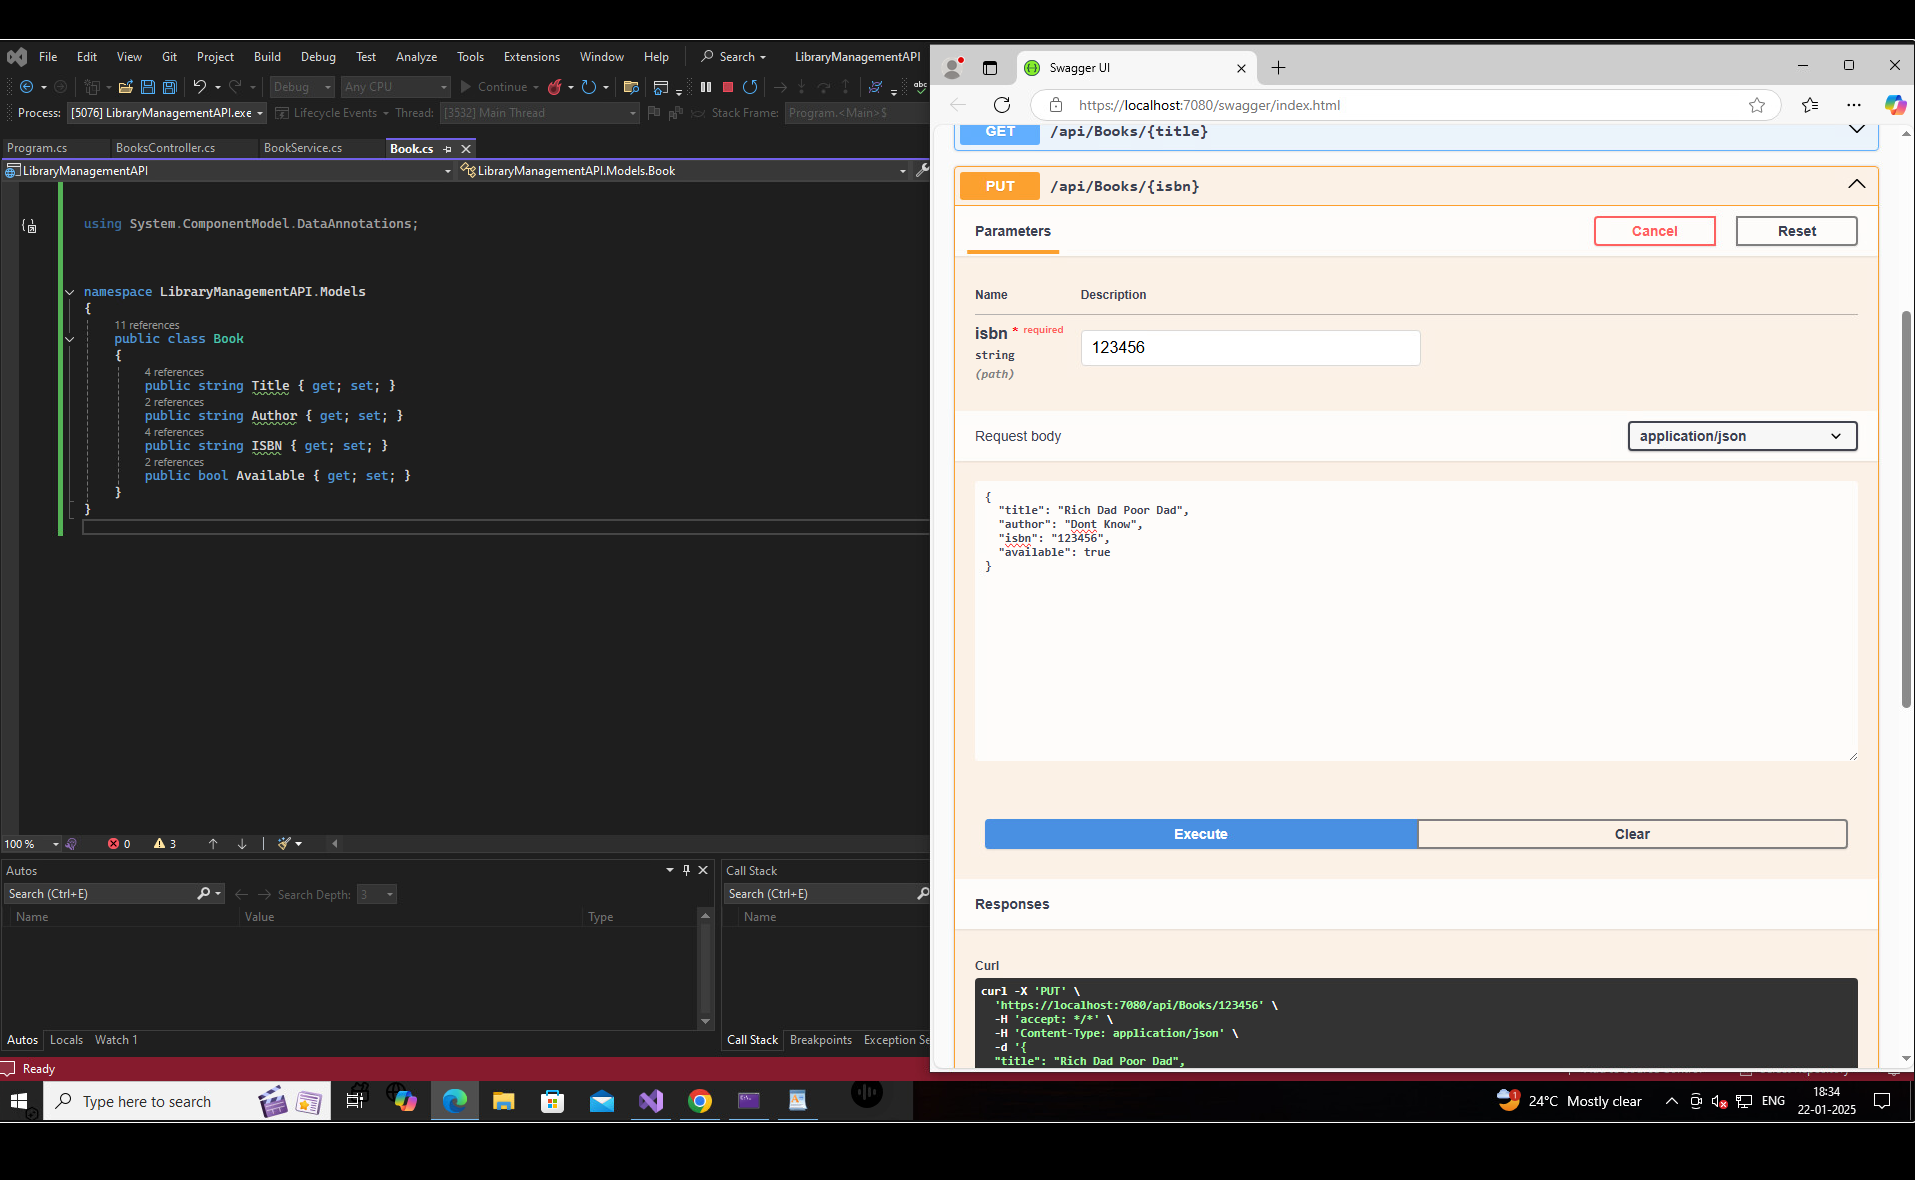 File Edit View Git Project Build Debug Test Analyze Tools Extensions Window Help Search LibraryManagementAPI
Debug Any CPU Continue
Process: [5076] LibraryManagementAPI.exe Lifecycle Events Thread: [3532] Main Thread Stack Frame: Program.<Main>$
Program.cs BooksController.cs BookService.cs Book.cs
LibraryManagementAPI LibraryManagementAPI.Models.Book
using System.ComponentModel.DataAnnotations;
namespace LibraryManagementAPI.Models
{
11 references
public class Book
{
4 references
public string Title { get; set; }
2 references
public string Author { get; set; }
4 references
public string ISBN { get; set; }
2 references
public bool Available { get; set; }
}
}
100 % 0 3
Autos
Search (Ctrl+E) Search Depth: 3
Name Value Type
Autos Locals Watch 1
Call Stack
Search (Ctrl+E)
Name
Call Stack Breakpoints Exception Se
Ready
Swagger UI
https://localhost:7080/swagger/index.html
GET /api/Books/{title}
PUT /api/Books/{isbn}
Parameters Cancel Reset
Name Description
isbn * required
string
(path)
123456
Request body application/json
{
"title": "Rich Dad Poor Dad",
"author": "Dont Know",
"isbn": "123456",
"available": true
}
Execute Clear
Responses
Curl
curl -X 'PUT' \
'https://localhost:7080/api/Books/123456' \
-H 'accept: */*' \
-H 'Content-Type: application/json' \
-d '{
"title": "Rich Dad Poor Dad",
Type here to search
1 24°C Mostly clear ENG
18:34
22-01-2025